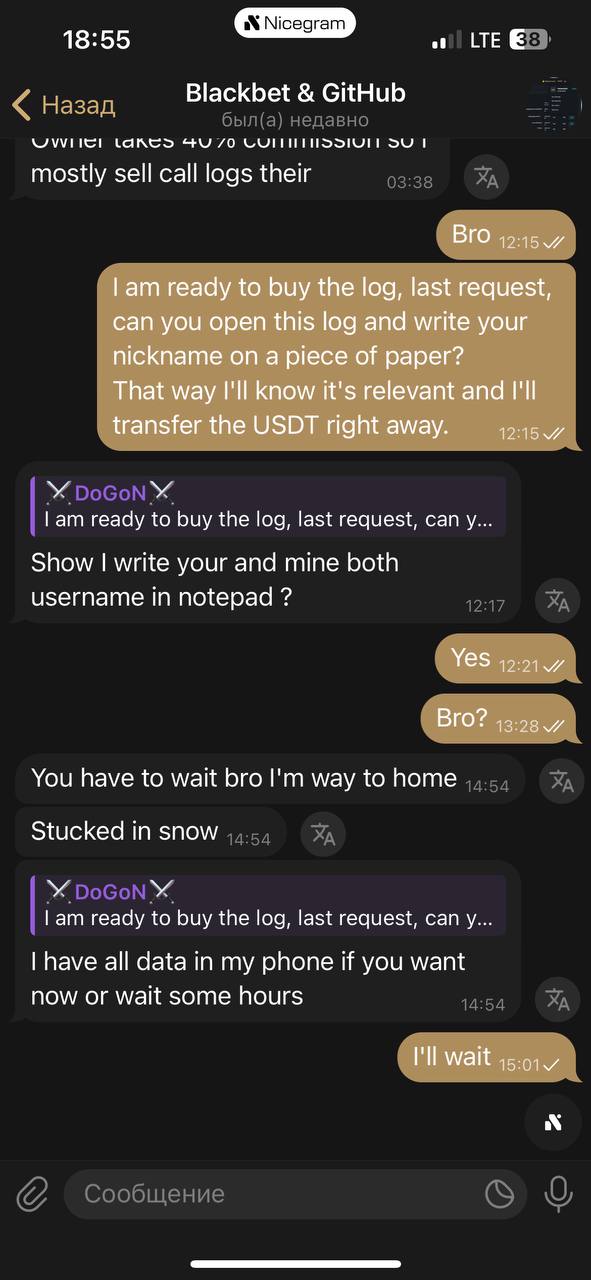 18:55
Nicegram
LTE
38
Назад
Blackbet & GitHub
был(а) недавно
Owner takes 40% commission so I
mostly sell call logs their
03:38
Bro 12:15
I am ready to buy the log, last request,
can you open this log and write your
nickname on a piece of paper?
That way I'll know it's relevant and I'll
transfer the USDT right away. 12:15
⚔DoGoN⚔
I am ready to buy the log, last request, can y...
Show I write your and mine both
username in notepad ?
12:17
Yes 12:21
Bro? 13:28
You have to wait bro I'm way to home 14:54
Stucked in snow 14:54
⚔DoGoN⚔
I am ready to buy the log, last request, can y...
I have all data in my phone if you want
now or wait some hours
14:54
I'll wait 15:01
Сообщение